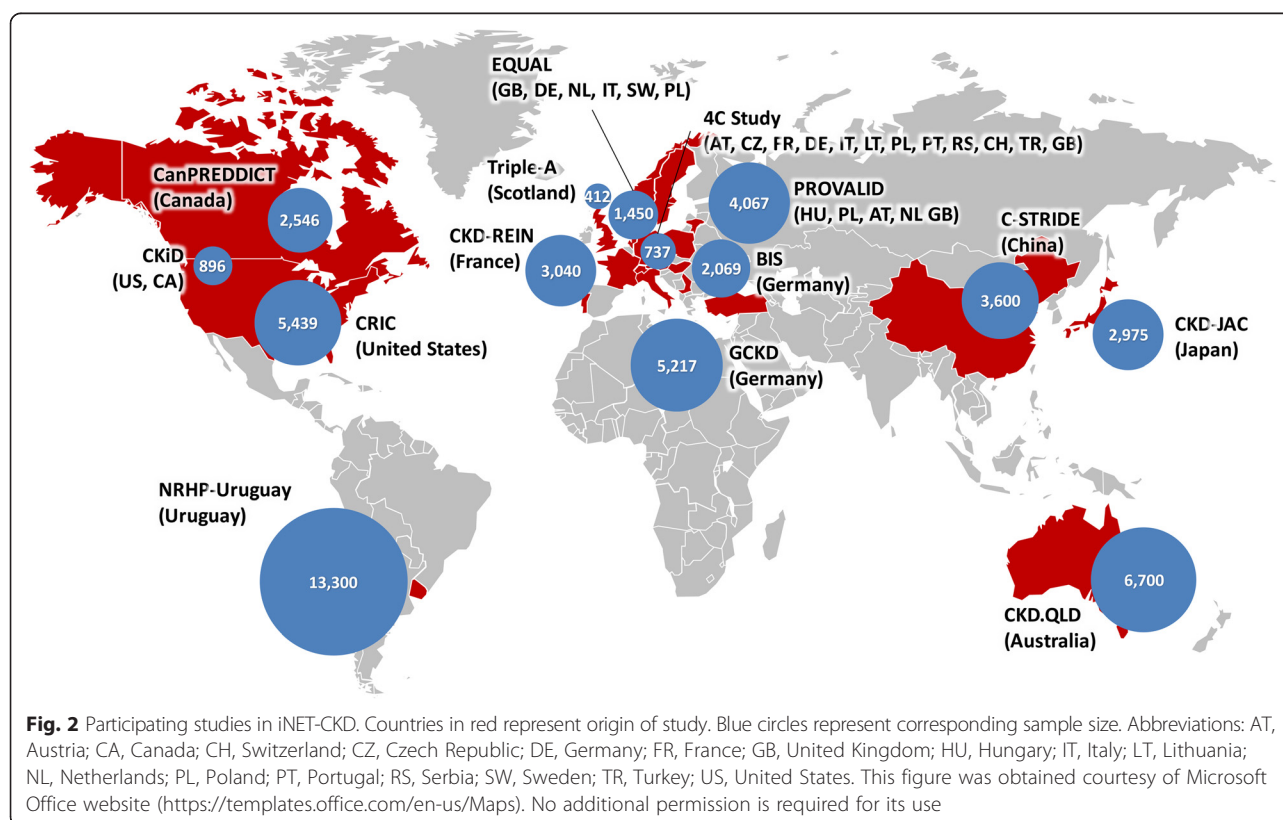 EQUAL
(GB, DE, NL, IT, SW, PL)
4C Study
(AT, CZ, FR, DE, IT, LT, PL, PT, RS, CH, TR, GB)
CanPREDDICT
(Canada)
2,546
Triple-A
(Scotland)
412
1,450
4,067
PROVALID
(HU, PL, AT, NL GB)
C-STRIDE
(China)
3,600
CKiD
(US, CA)
896
CKD-REIN
(France)
3,040
737
2,069
BIS
(Germany)
5,439
CRIC
(United States)
5,217
GCKD
(Germany)
2,975
CKD-JAC
(Japan)
NRHP-Uruguay
(Uruguay)
13,300
6,700
CKD.QLD
(Australia)
Fig. 2 Participating studies in iNET-CKD. Countries in red represent origin of study. Blue circles represent corresponding sample size. Abbreviations: AT,
Austria; CA, Canada; CH, Switzerland; CZ, Czech Republic; DE, Germany; FR, France; GB, United Kingdom; HU, Hungary; IT, Italy; LT, Lithuania;
NL, Netherlands; PL, Poland; PT, Portugal; RS, Serbia; SW, Sweden; TR, Turkey; US, United States. This figure was obtained courtesy of Microsoft
Office website (https://templates.office.com/en-us/Maps). No additional permission is required for its use